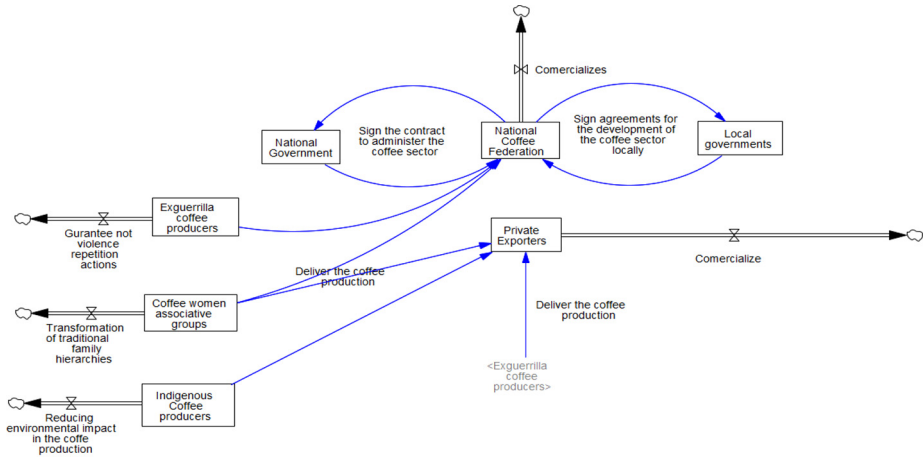 Comercializes
National
Government
Sign the contract
to administer the
coffee sector
National
Coffee
Federation
Sign agreements for
the development of
the coffee sector
locally
Local
governments
Exguerrilla
coffee
producers
Gurantee not
violence
repetition
actions
Private
Exporters
Comercialize
Deliver the coffee
production
Coffee women
associative
groups
Transformation
of traditional
family
hierarchies
Deliver the coffee
production
<Exguerrilla
coffee
producers>
Indigenous
Coffee
producers
Reducing
environmental impact
in the coffe
production